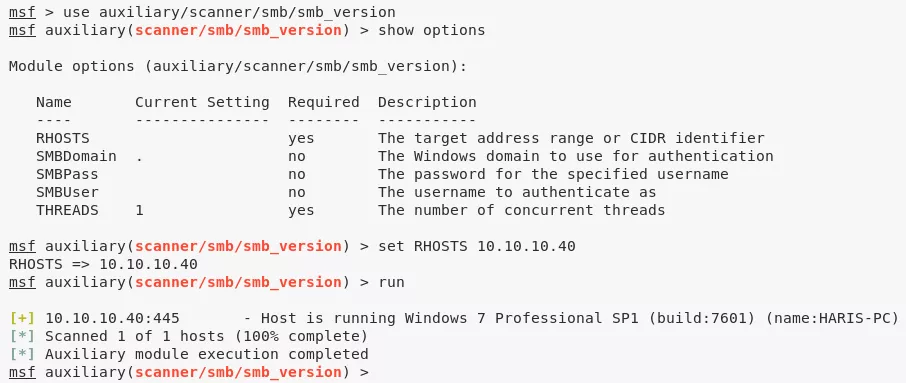 msf > use auxiliary/scanner/smb/smb_version
msf auxiliary(scanner/smb/smb_version) > show options
Module options (auxiliary/scanner/smb/smb_version):
Name Current Setting Required Description
---- --------------- -------- -----------
RHOSTS yes The target address range or CIDR identifier
SMBDomain . no The Windows domain to use for authentication
SMBPass no The password for the specified username
SMBUser no The username to authenticate as
THREADS 1 yes The number of concurrent threads
msf auxiliary(scanner/smb/smb_version) > set RHOSTS 10.10.10.40
RHOSTS => 10.10.10.40
msf auxiliary(scanner/smb/smb_version) > run
[+] 10.10.10.40:445 - Host is running Windows 7 Professional SP1 (build:7601) (name:HARIS-PC)
[*] Scanned 1 of 1 hosts (100% complete)
[*] Auxiliary module execution completed
msf auxiliary(scanner/smb/smb_version) >